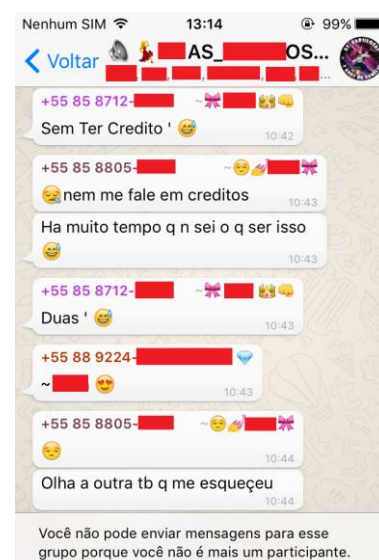 Nenhum SIM 13:14 99%
Voltar AS_ OS...
+55 85 8712- ~🎀 👯👊
Sem Ter Credito ' 😅
10:42
+55 85 8805- ~😌💅 🎀
😪nem me fale em creditos
10:43
Ha muito tempo q n sei o q ser isso
😅
10:43
+55 85 8712- ~🎀 👯👊
Duas ' 😅
10:43
+55 88 9224- 💎
~ 😍
10:43
+55 85 8805- ~😌💅 🎀
😒
10:44
Olha a outra tb q me esqueçeu
10:44
Você não pode enviar mensagens para esse
grupo porque você não é mais um participante.